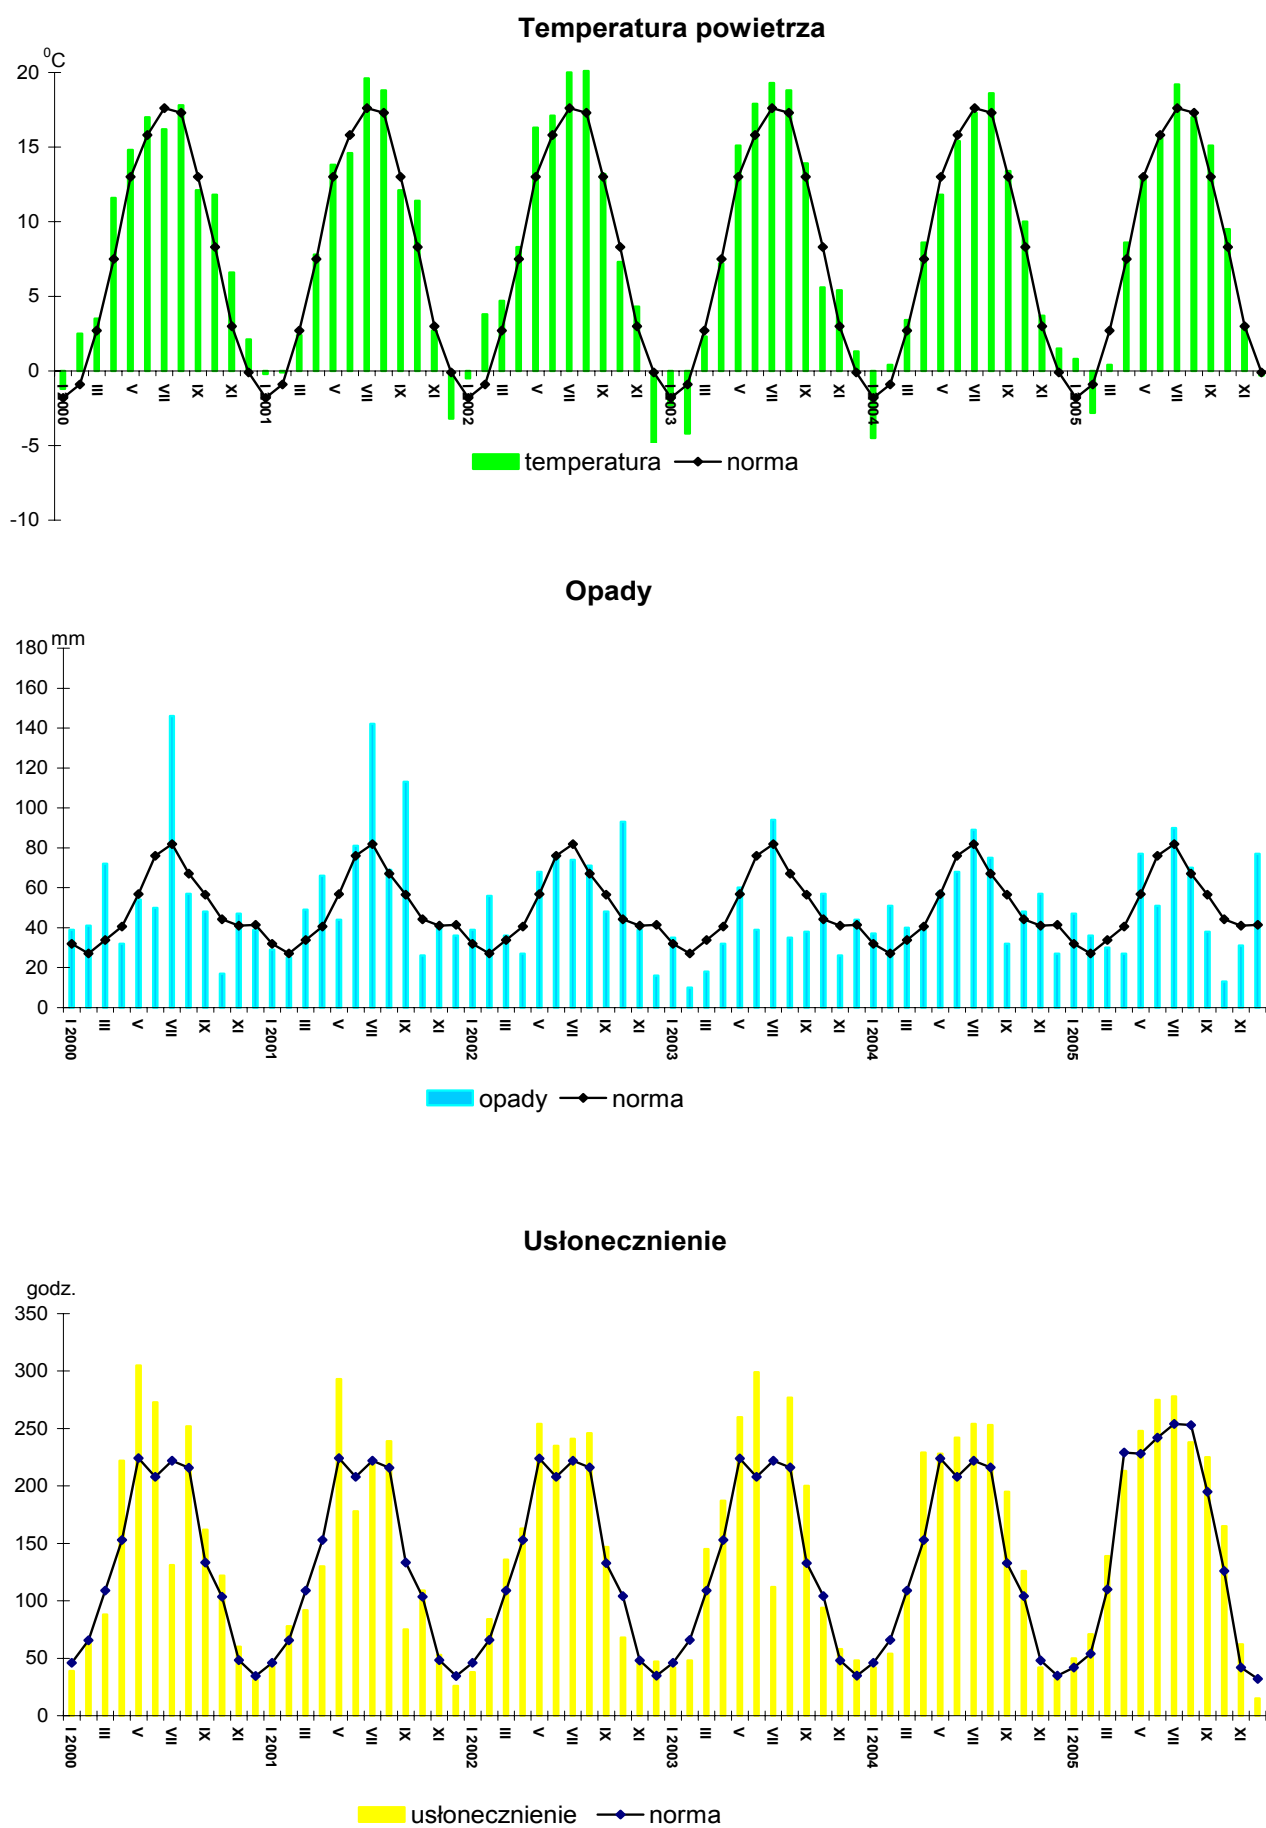 Temperatura powietrza
⁰C
20
15
10
5
0
-5
-10
I 2000 III V VII IX XI I 2001 III V VII IX XI I 2002 III V VII IX XI I 2003 III V VII IX XI I 2004 III V VII IX XI I 2005 III V VII IX XI
temperatura norma
Opady
mm
180
160
140
120
100
80
60
40
20
0
I 2000 III V VII IX XI I 2001 III V VII IX XI I 2002 III V VII IX XI I 2003 III V VII IX XI I 2004 III V VII IX XI I 2005 III V VII IX XI
opady norma
Usłonecznienie
godz.
350
300
250
200
150
100
50
0
I 2000 III V VII IX XI I 2001 III V VII IX XI I 2002 III V VII IX XI I 2003 III V VII IX XI I 2004 III V VII IX XI I 2005 III V VII IX XI
usłonecznienie norma